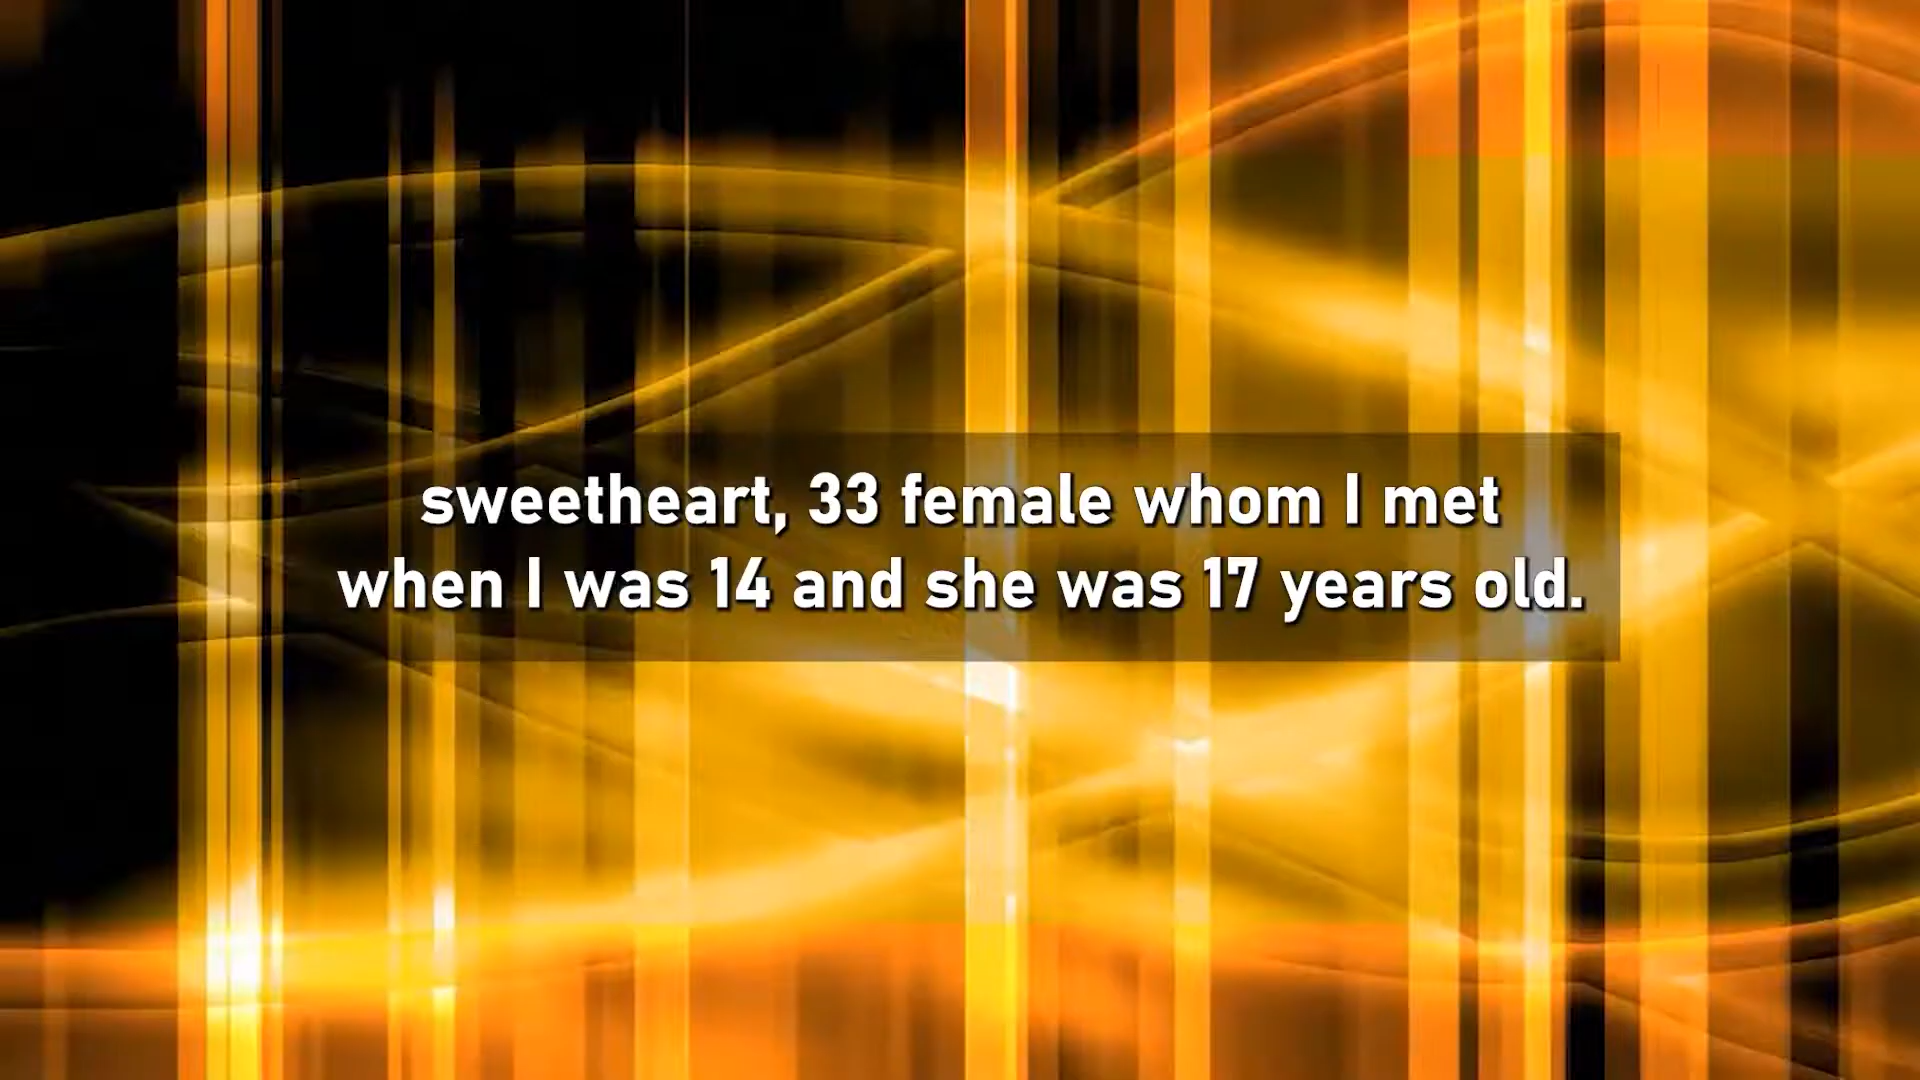 sweetheart, 33 female whom I met
when I was 14 and she was 17 years old.